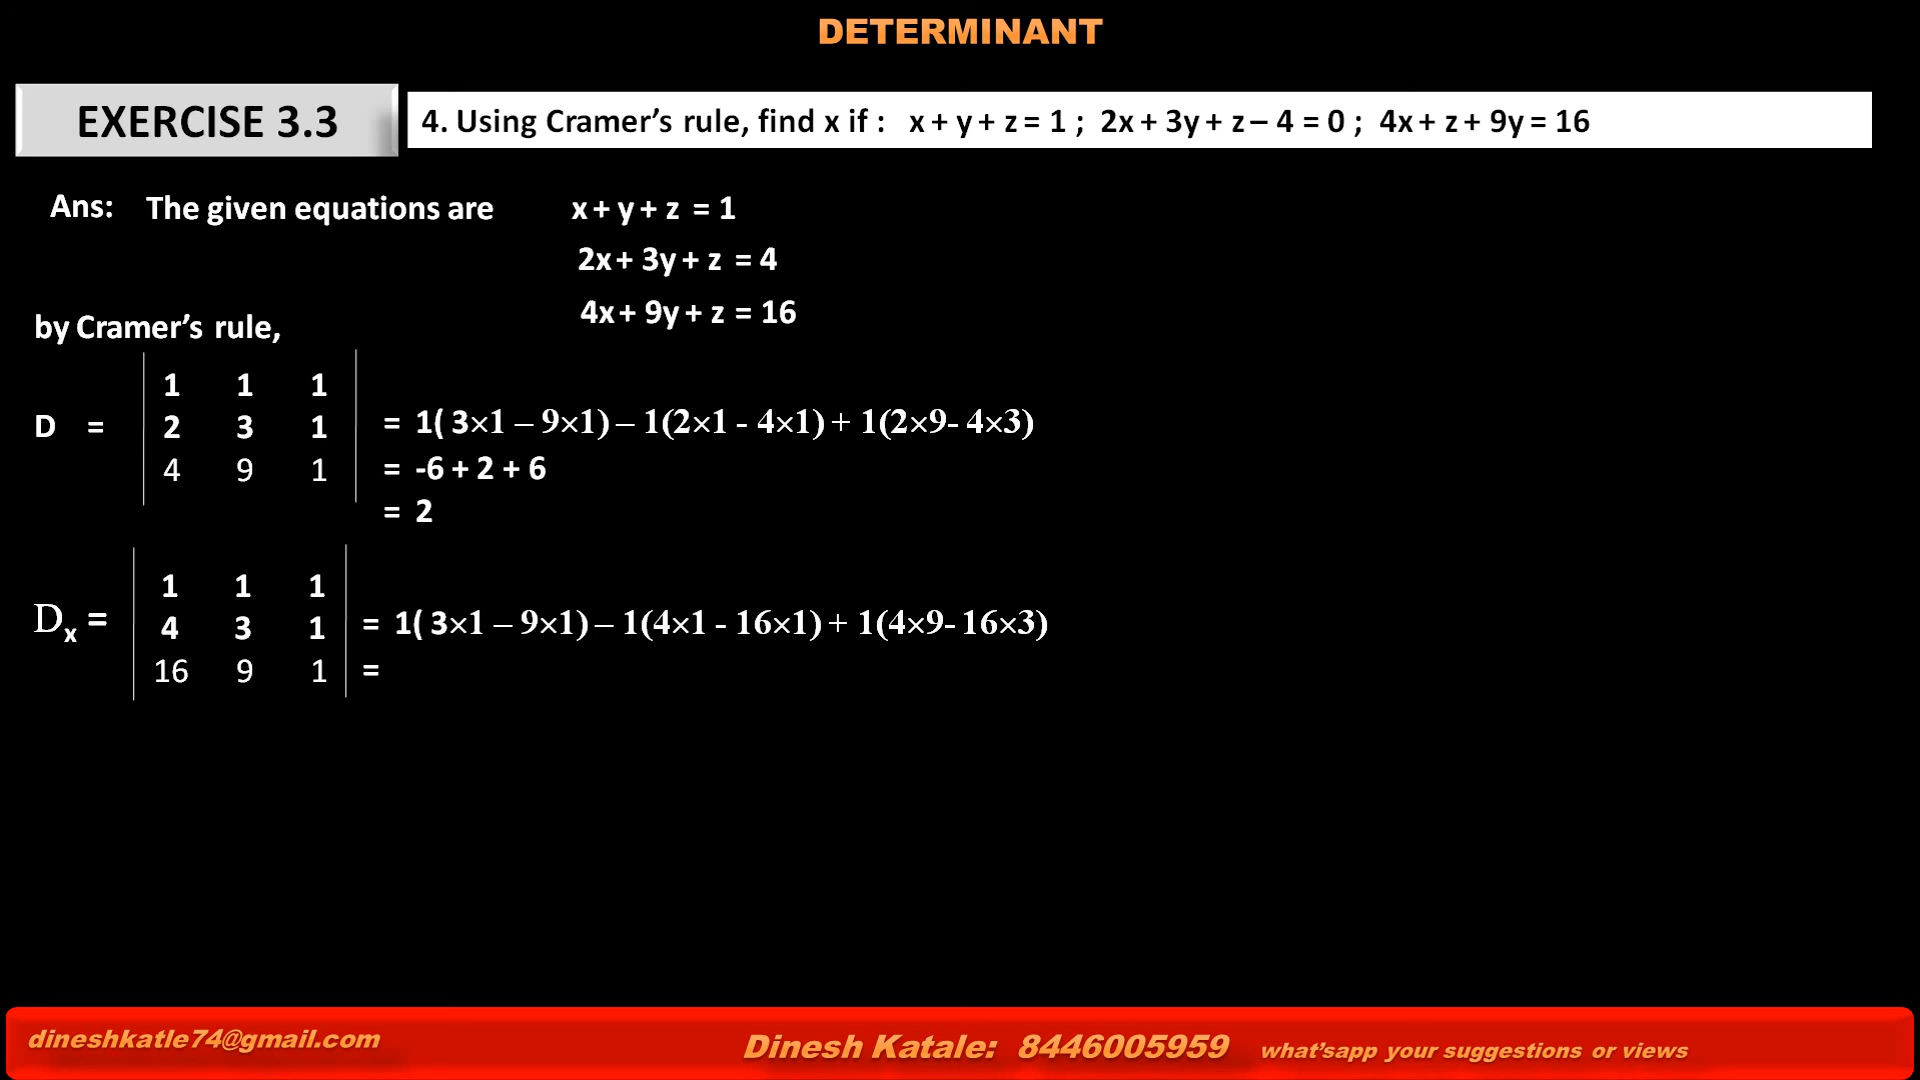 DETERMINANT
EXERCISE 3.3
4. Using Cramer's rule, find x if : x + y + z = 1 ; 2x + 3y + z – 4 = 0 ; 4x + z + 9y = 16
Ans: The given equations are x + y + z = 1
2x + 3y + z = 4
4x + 9y + z = 16
by Cramer's rule,
1 1 1
D = 2 3 1 = 1( 3×1 – 9×1) – 1(2×1 - 4×1) + 1(2×9- 4×3)
4 9 1 = -6 + 2 + 6
= 2
1 1 1
Dx = 4 3 1 = 1( 3×1 – 9×1) – 1(4×1 - 16×1) + 1(4×9- 16×3)
16 9 1 =
dineshkatle74@gmail.com Dinesh Katale: 8446005959 what'sapp your suggestions or views